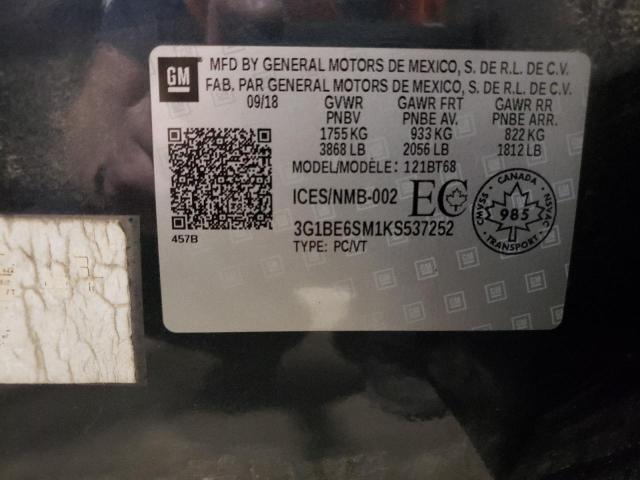 GM
MFD BY GENERAL MOTORS DE MEXICO, S. DE R.L. DE C.V.
FAB. PAR GENERAL MOTORS DE MEXICO, S. DE R.L. DE C.V.
09/18 GVWR GAWR FRT GAWR RR
PNBV PNBE AV. PNBE ARR.
1755 KG 933 KG 822 KG
3868 LB 2056 LB 1812 LB
MODEL/MODÈLE: 121BT68
ICES/NMB-002 EC
CANADA
CMVSS NSVAC
985
3G1BE6SM1KS537252
457B
TYPE: PC/VT